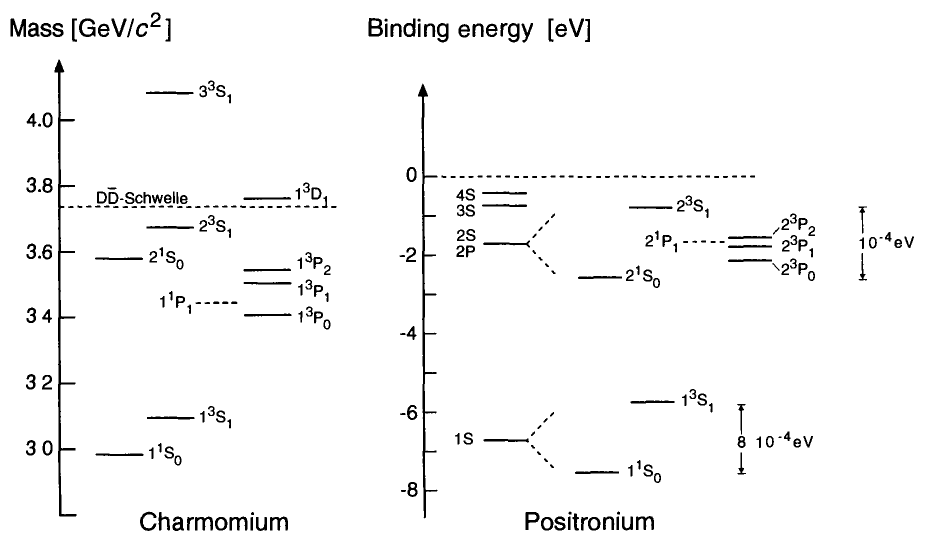 Mass [GeV/c²]
Binding energy [eV]
3³S₁
4.0
3.8
DD̅-Schwelle
1³D₁
2³S₁
3.6
2¹S₀
1³P₂
1³P₁
1¹P₁
3 4
1³P₀
3 2
1³S₁
3 0
1¹S₀
Charmomium
0
4S
3S
2³S₁
2S
2P
2¹P₁
2³P₂
2³P₁
2³P₀
10⁻⁴eV
-2
2¹S₀
-4
-6
1³S₁
1S
8 10⁻⁴eV
1¹S₀
-8
Positronium